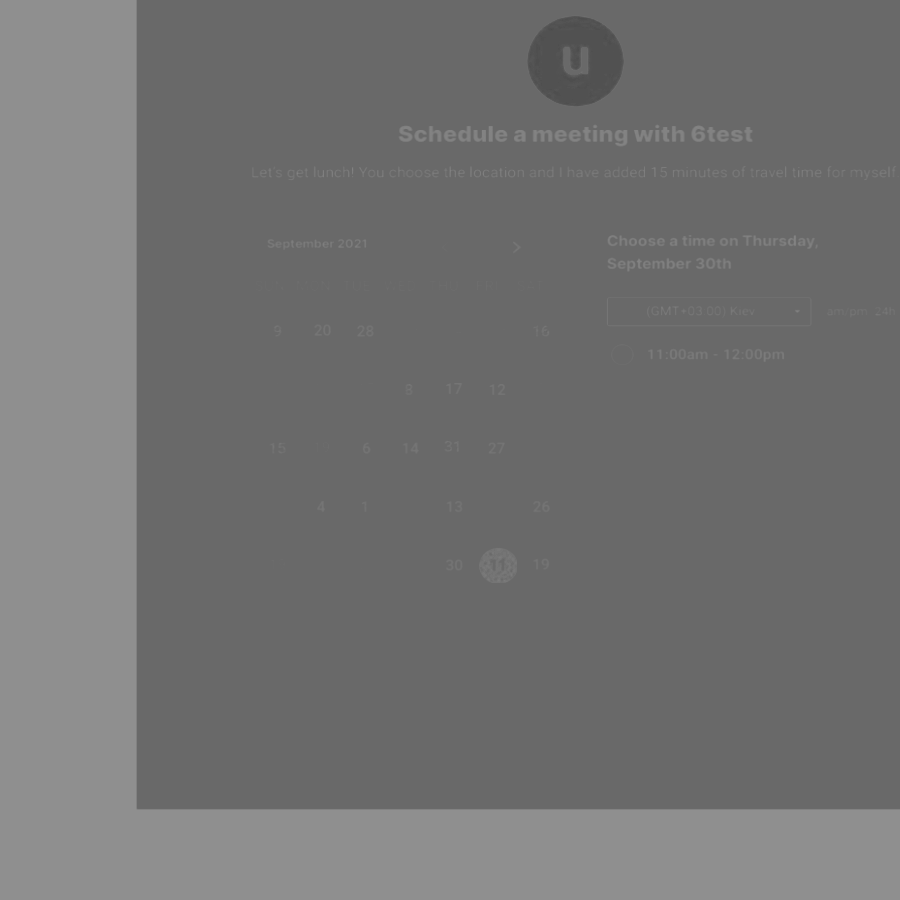 u
Schedule a meeting with 6test
Let's get lunch! You choose the location and I have added 15 minutes of travel time for myself
September 2021
Choose a time on Thursday,
September 30th
(GMT+03:00) Kiev
am/pm 24h
11:00am - 12:00pm
9 20 28 16
8 17 12
15 6 14 31 27
4 1 13 26
30 11 19